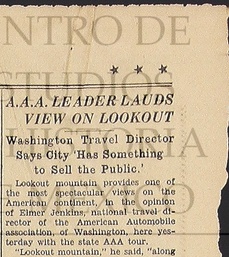 NTRO DE
STUDIOS
HISTORIA
★ ★ ★
A.A.A. LEADER LAUDS
VIEW ON LOOKOUT
Washington Travel Director
Says City 'Has Something
to Sell the Public.'
Lookout mountain provides one of
the most spectacular views on the
American continent, in the opinion
of Elmer Jenkins, national travel di-
rector of the American Automobile
association, of Washington, here yes-
terday with the state AAA tour.
"Lookout mountain," he said, "along